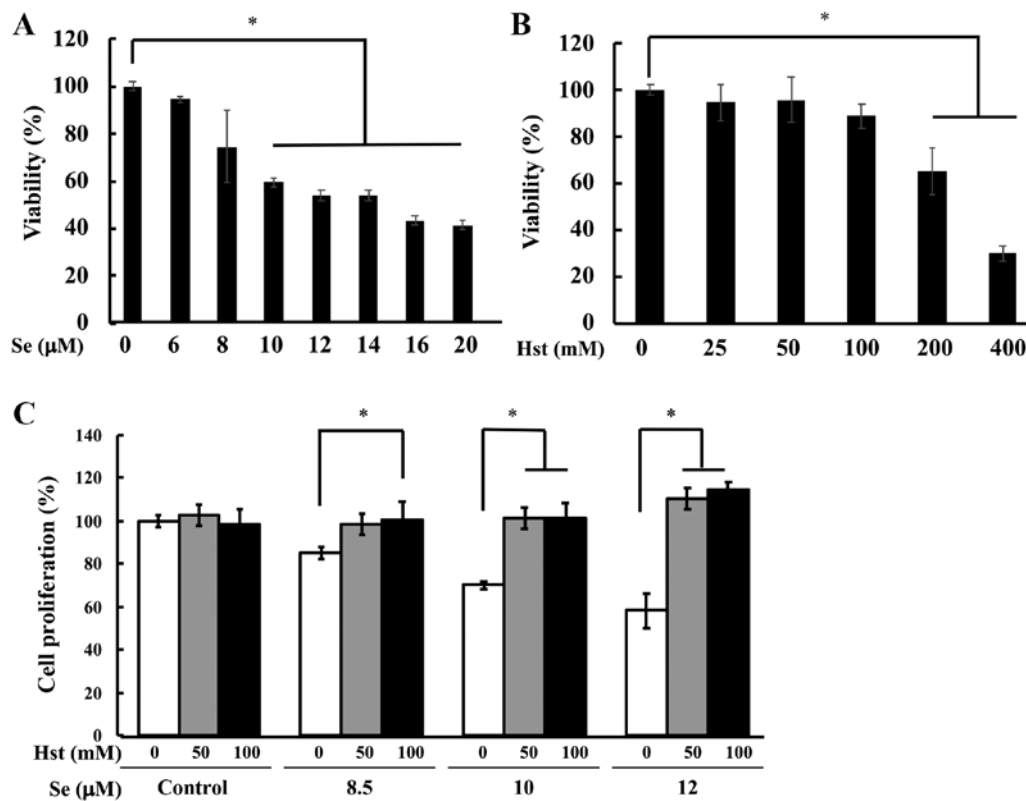 A
*
120
100
80
60
40
20
0
Viability (%)
Se (μM)
0 6 8 10 12 14 16 20
B
*
120
100
80
60
40
20
0
Viability (%)
Hst (mM)
0 25 50 100 200 400
C
* * *
140
120
100
80
60
40
20
0
Cell proliferation (%)
Hst (mM) 0 50 100 0 50 100 0 50 100 0 50 100
Se (μM) Control 8.5 10 12